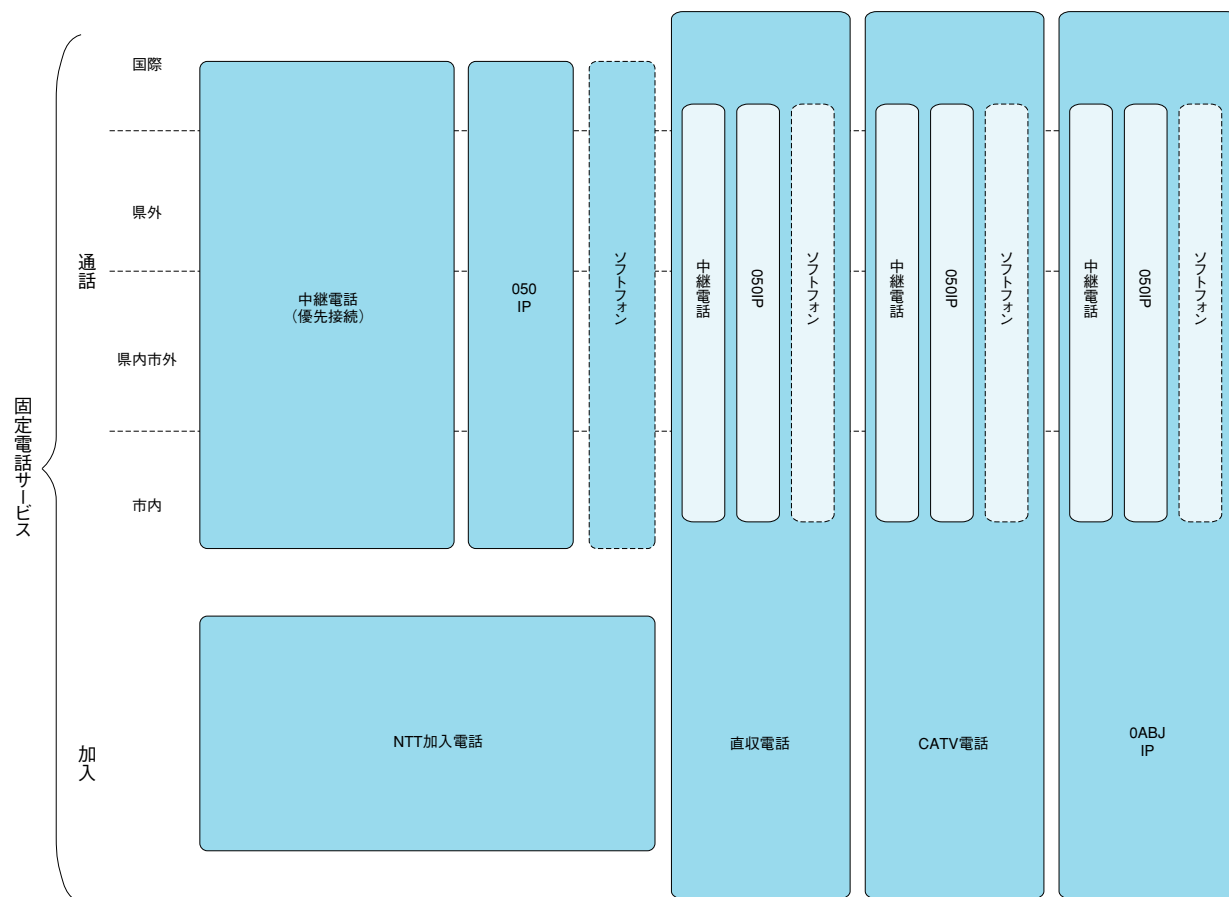 固定電話サービス
通話
加入
国際
県外
県内市外
市内
中継電話
（優先接続）
050
IP
ソフトフォン
中継電話
050IP
ソフトフォン
中継電話
050IP
ソフトフォン
中継電話
050IP
ソフトフォン
NTT加入電話
直収電話
CATV電話
0ABJ
IP